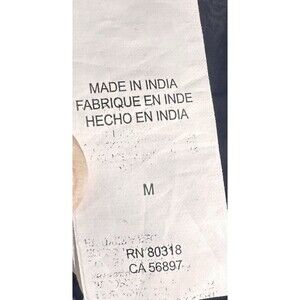 MADE IN INDIA
FABRIQUE EN INDE
HECHO EN INDIA
M
RN 80318
CA 56897